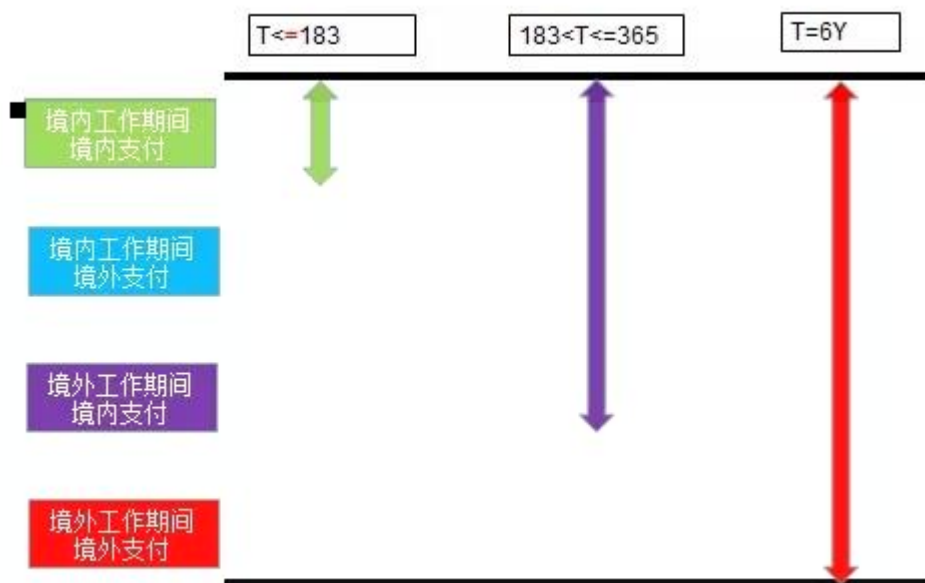 T<=183
183<T<=365
T=6Y
境内工作期间
境内支付
境内工作期间
境外支付
境外工作期间
境内支付
境外工作期间
境外支付